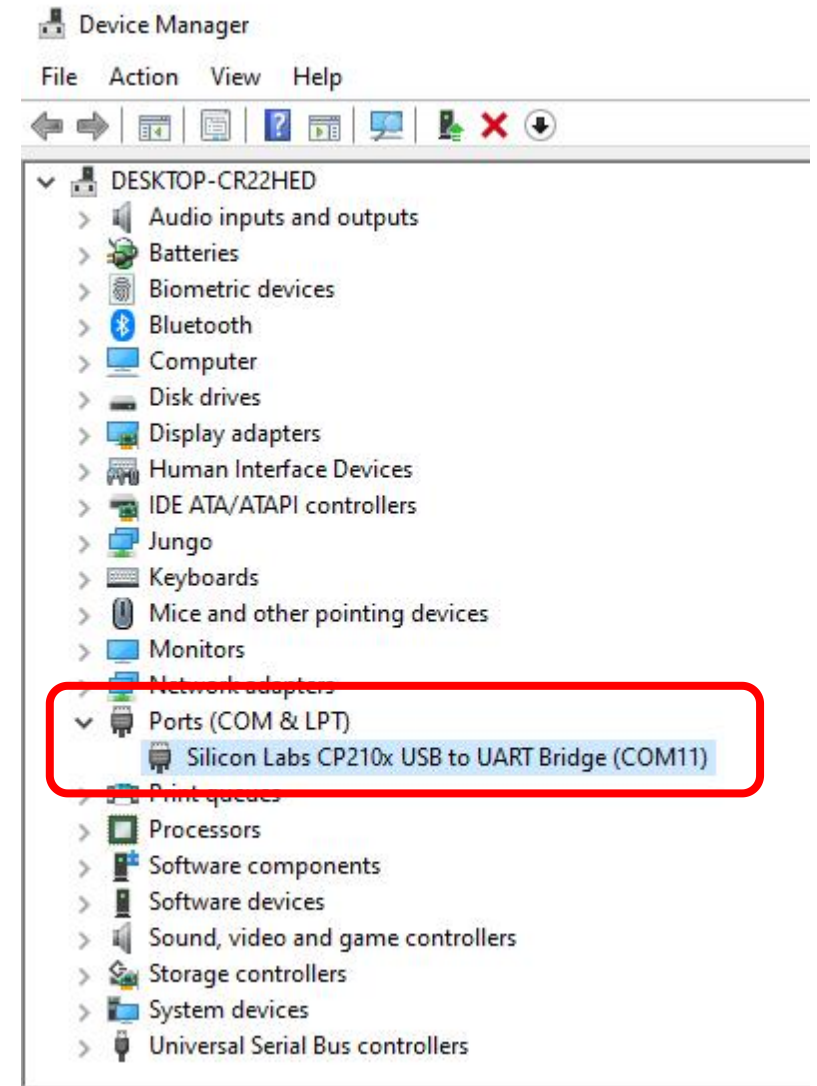 Device Manager
File Action View Help
DESKTOP-CR22HED
Audio inputs and outputs
Batteries
Biometric devices
Bluetooth
Computer
Disk drives
Display adapters
Human Interface Devices
IDE ATA/ATAPI controllers
Jungo
Keyboards
Mice and other pointing devices
Monitors
Network adapters
Ports (COM & LPT)
Silicon Labs CP210x USB to UART Bridge (COM11)
Print queues
Processors
Software components
Software devices
Sound, video and game controllers
Storage controllers
System devices
Universal Serial Bus controllers